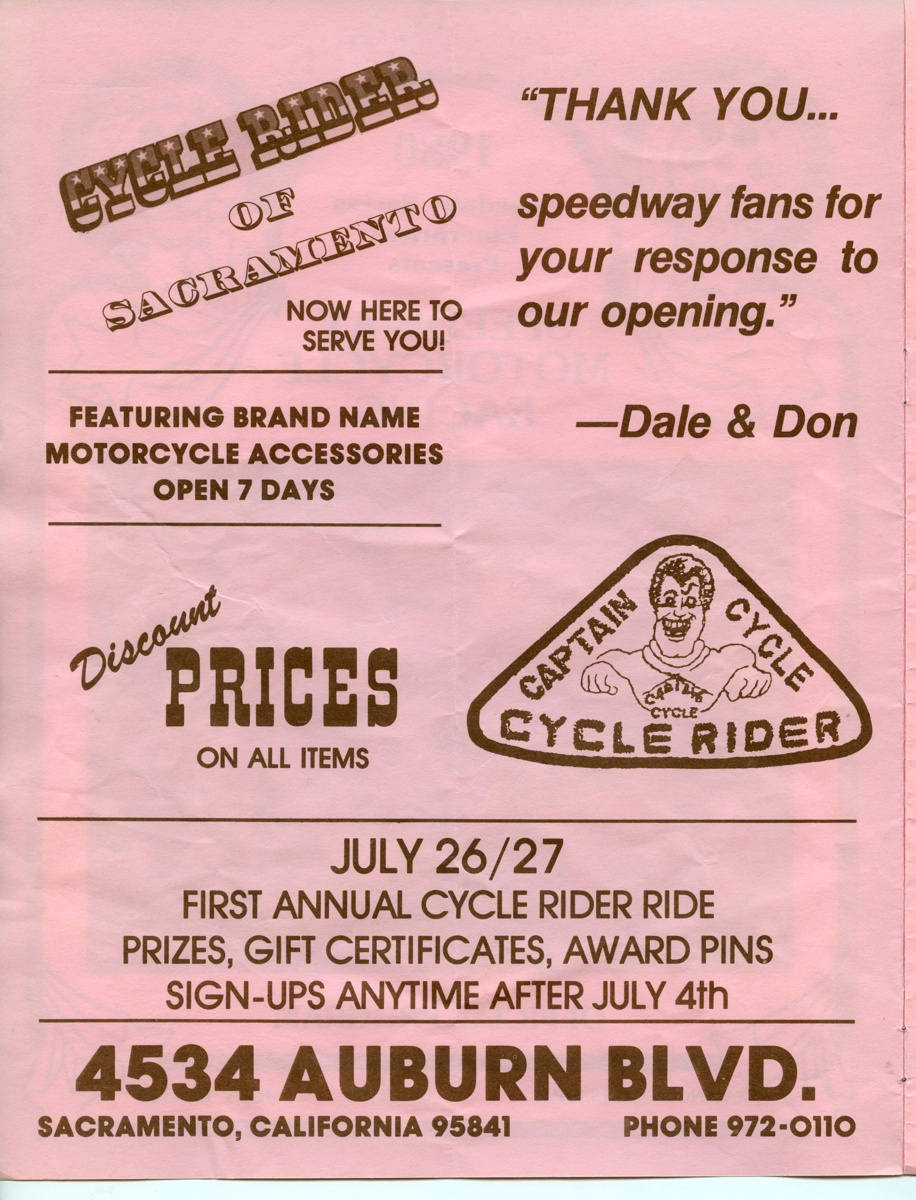 CYCLE RIDER
OF
SACRAMENTO
NOW HERE TO
SERVE YOU!
FEATURING BRAND NAME
MOTORCYCLE ACCESSORIES
OPEN 7 DAYS
Discount
PRICES
ON ALL ITEMS
“THANK YOU...
speedway fans for
your response to
our opening.”
—Dale & Don
CAPTAIN CYCLE
CAPTAIN
CYCLE
CYCLE RIDER
JULY 26/27
FIRST ANNUAL CYCLE RIDER RIDE
PRIZES, GIFT CERTIFICATES, AWARD PINS
SIGN-UPS ANYTIME AFTER JULY 4th
4534 AUBURN BLVD.
SACRAMENTO, CALIFORNIA 95841 PHONE 972-0110